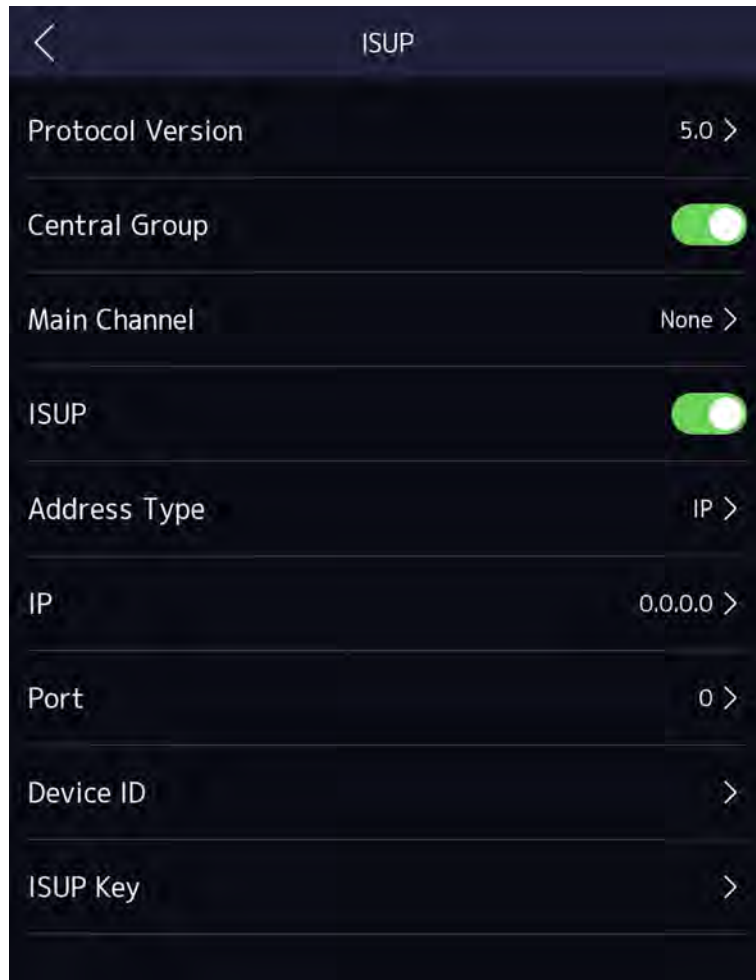 ISUP
Protocol Version 5.0
Central Group
Main Channel None
ISUP
Address Type IP
IP 0.0.0.0
Port 0
Device ID
ISUP Key